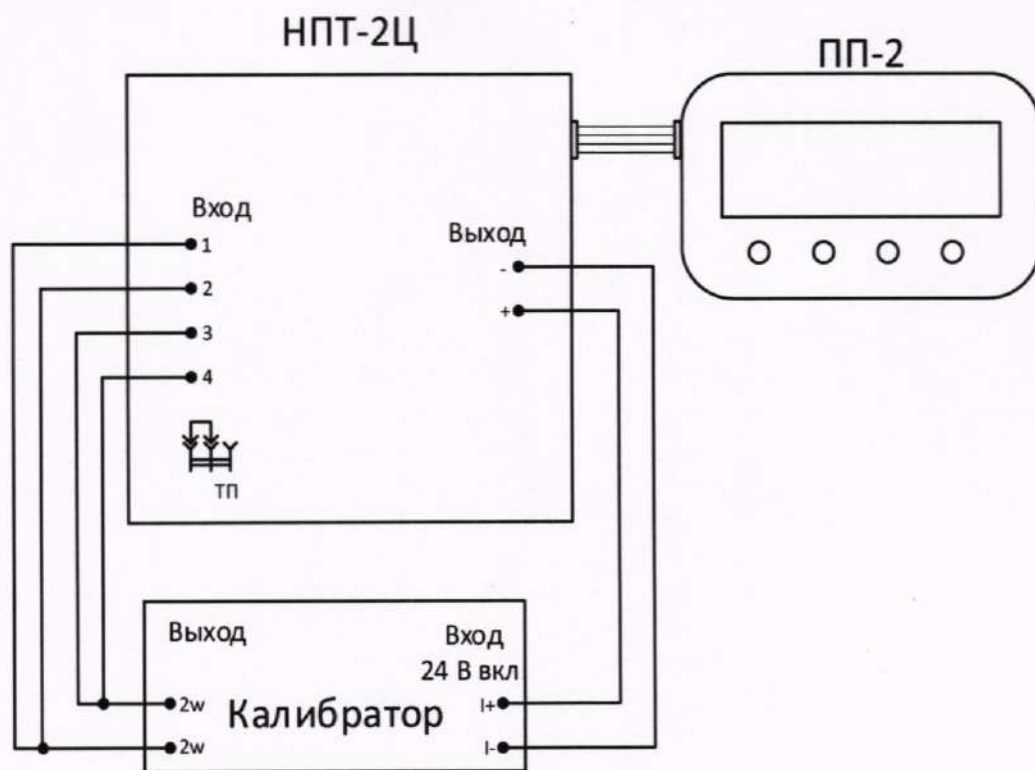 НПТ-2Ц
ПП-2
Вход
1
2
3
4
ТП
Выход
-
+
Выход
2w
2w
Калибратор
Вход
24 В вкл
I+
I-